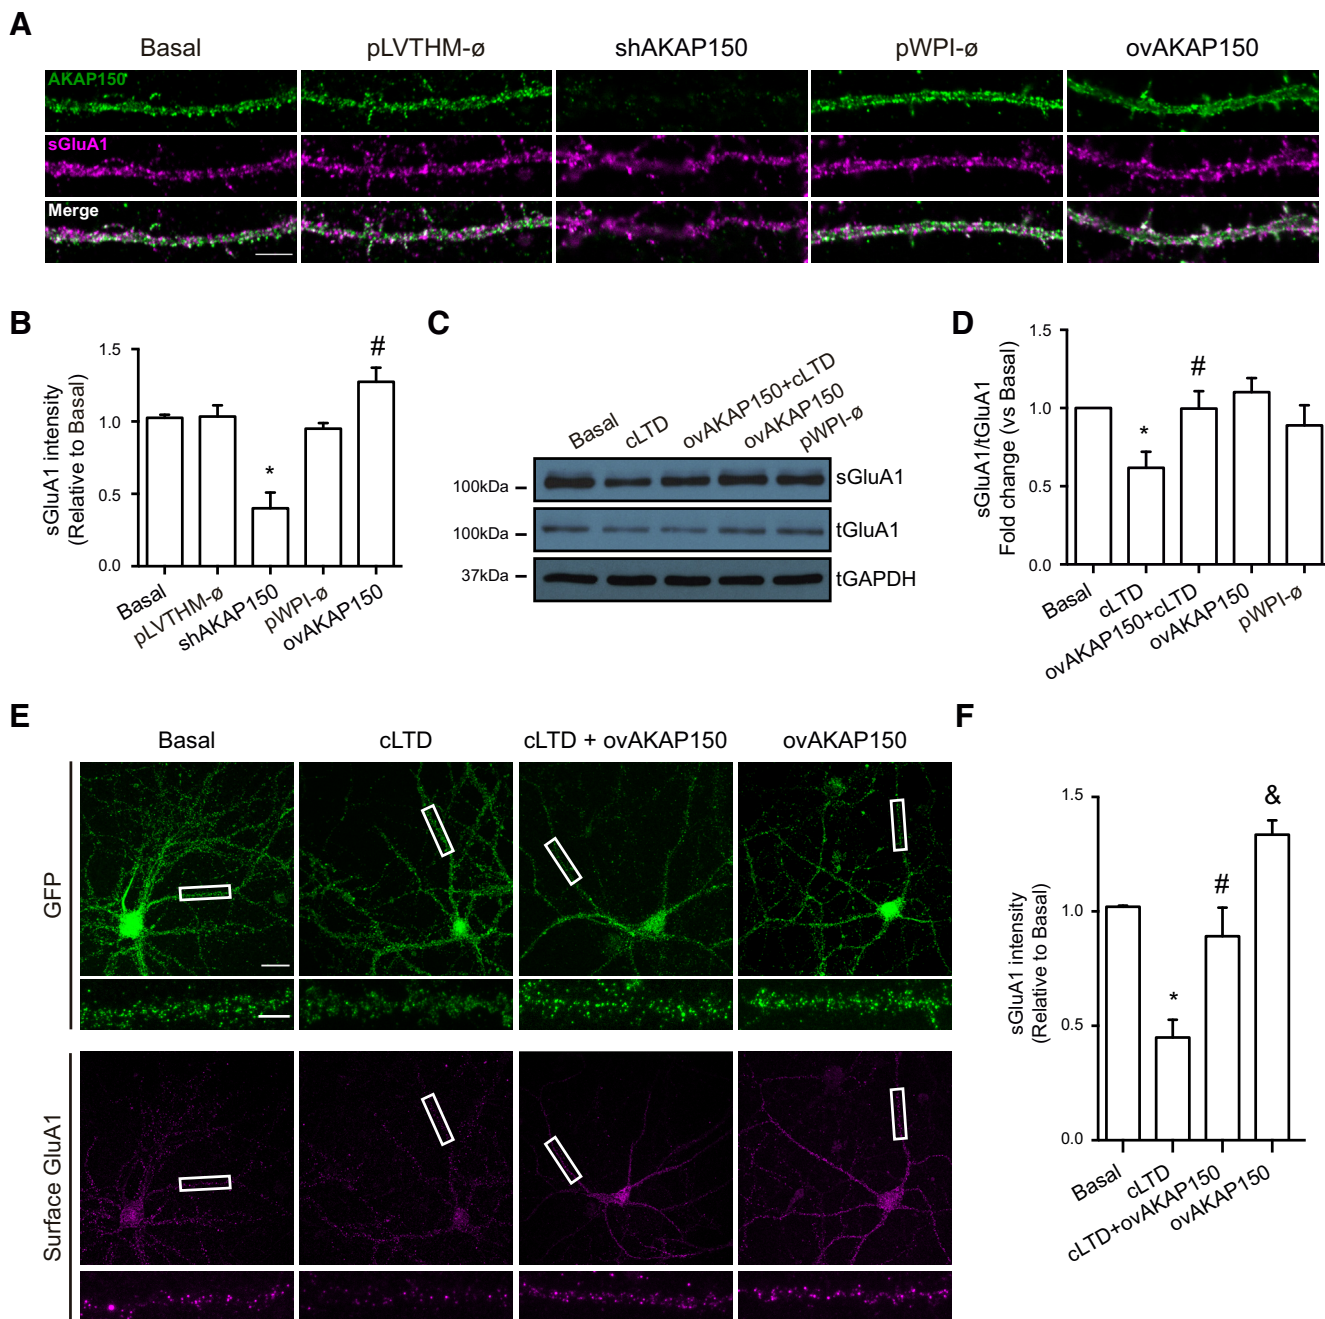 A
Basal pLVTHM-ø shAKAP150 pWPI-ø ovAKAP150
AKAP150
sGluA1
Merge
B
sGluA1 intensity
(Relative to Basal)
1.5
1.0
0.5
0.0
* #
Basal pLVTHM-ø shAKAP150 pWPI-ø ovAKAP150
C
Basal cLTD ovAKAP150+cLTD ovAKAP150 pWPI-ø
100kDa sGluA1
100kDa tGluA1
37kDa tGAPDH
D
sGluA1/tGluA1
Fold change (vs Basal)
1.5
1.0
0.5
0.0
* #
Basal cLTD ovAKAP150+cLTD ovAKAP150 pWPI-ø
E
Basal cLTD cLTD + ovAKAP150 ovAKAP150
GFP
Surface GluA1
F
sGluA1 intensity
(Relative to Basal)
1.5
1.0
0.5
0.0
* # &
Basal cLTD cLTD+ovAKAP150 ovAKAP150